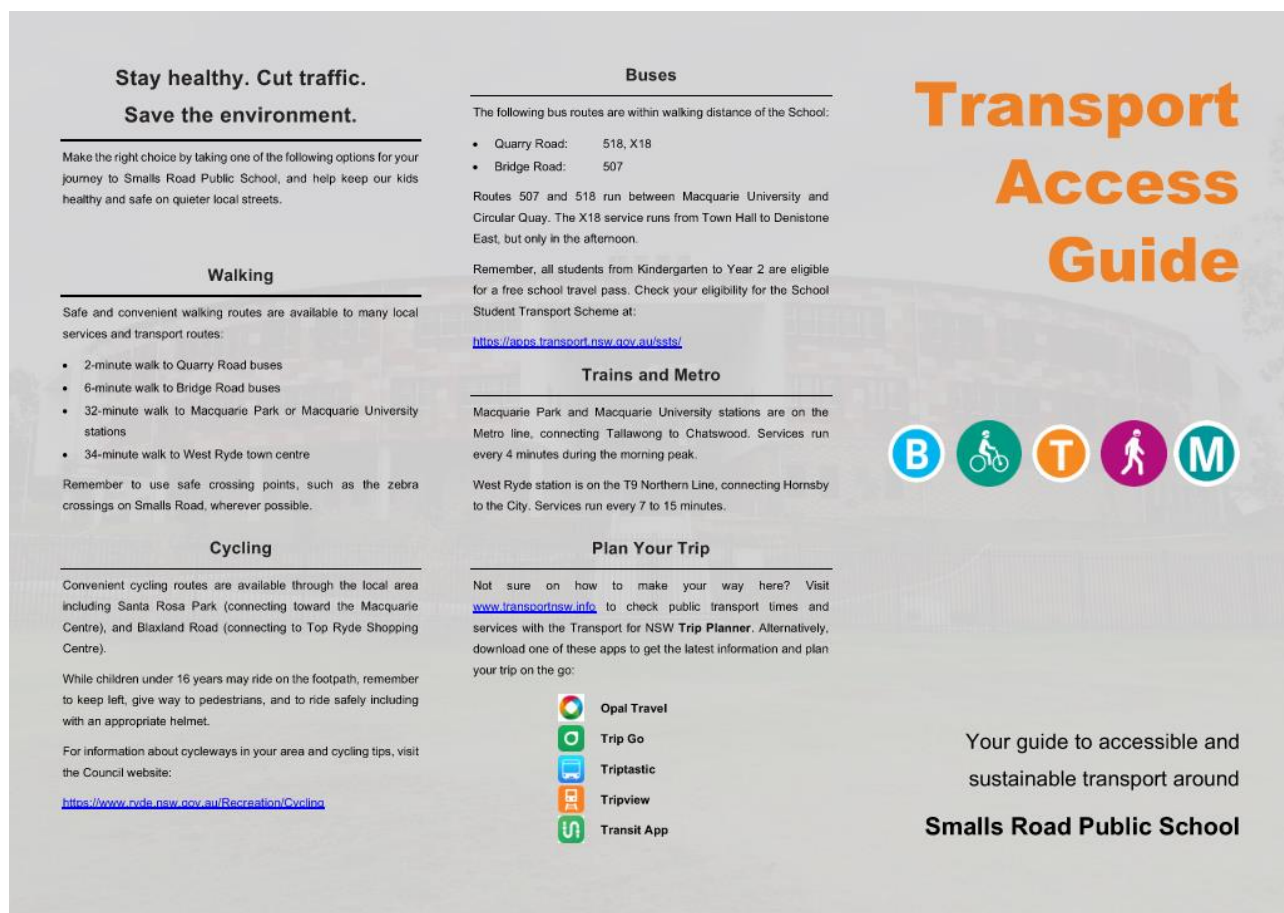 Stay healthy. Cut traffic.
Save the environment.
Make the right choice by taking one of the following options for your
journey to Smalls Road Public School, and help keep our kids
healthy and safe on quieter local streets.
Walking
Safe and convenient walking routes are available to many local
services and transport routes:
• 2-minute walk to Quarry Road buses
• 6-minute walk to Bridge Road buses
• 32-minute walk to Macquarie Park or Macquarie University
stations
• 34-minute walk to West Ryde town centre
Remember to use safe crossing points, such as the zebra
crossings on Smalls Road, wherever possible.
Cycling
Convenient cycling routes are available through the local area
including Santa Rosa Park (connecting toward the Macquarie
Centre), and Blaxland Road (connecting to Top Ryde Shopping
Centre).
While children under 16 years may ride on the footpath, remember
to keep left, give way to pedestrians, and to ride safely including
with an appropriate helmet.
For information about cycleways in your area and cycling tips, visit
the Council website:
https://www.ryde.nsw.gov.au/Recreation/Cycling
Buses
The following bus routes are within walking distance of the School:
• Quarry Road: 518, X18
• Bridge Road: 507
Routes 507 and 518 run between Macquarie University and
Circular Quay. The X18 service runs from Town Hall to Denistone
East, but only in the afternoon.
Remember, all students from Kindergarten to Year 2 are eligible
for a free school travel pass. Check your eligibility for the School
Student Transport Scheme at:
https://apps.transport.nsw.gov.au/ssts/
Trains and Metro
Macquarie Park and Macquarie University stations are on the
Metro line, connecting Tallawong to Chatswood. Services run
every 4 minutes during the morning peak.
West Ryde station is on the T9 Northern Line, connecting Hornsby
to the City. Services run every 7 to 15 minutes.
Plan Your Trip
Not sure on how to make your way here? Visit
www.transportnsw.info to check public transport times and
services with the Transport for NSW Trip Planner. Alternatively,
download one of these apps to get the latest information and plan
your trip on the go:
Opal Travel
Trip Go
Triptastic
Tripview
Transit App
Transport
Access
Guide
B T M
Your guide to accessible and
sustainable transport around
Smalls Road Public School